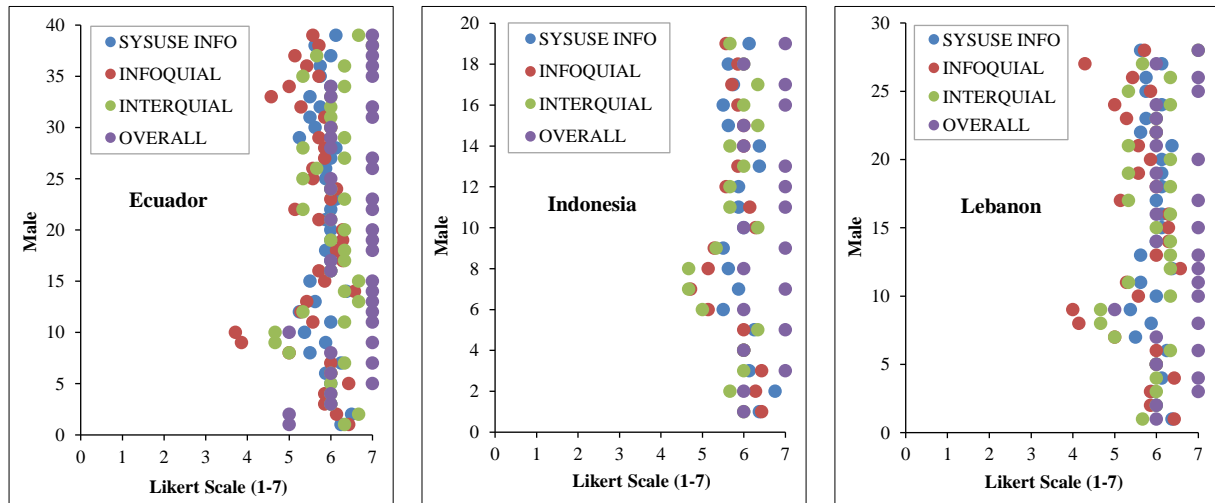 40
35
30
25
20
15
10
5
0
Male
SYSUSE INFO
INFOQUIAL
INTERQUIAL
OVERALL
Ecuador
0 1 2 3 4 5 6 7
Likert Scale (1-7)
20
18
16
14
12
10
8
6
4
2
0
Male
SYSUSE INFO
INFOQUIAL
INTERQUIAL
OVERALL
Indonesia
0 1 2 3 4 5 6 7
Likert Scale (1-7)
30
25
20
15
10
5
0
Male
SYSUSE INFO
INFOQUIAL
INTERQUIAL
OVERALL
Lebanon
0 1 2 3 4 5 6 7
Likert Scale (1-7)